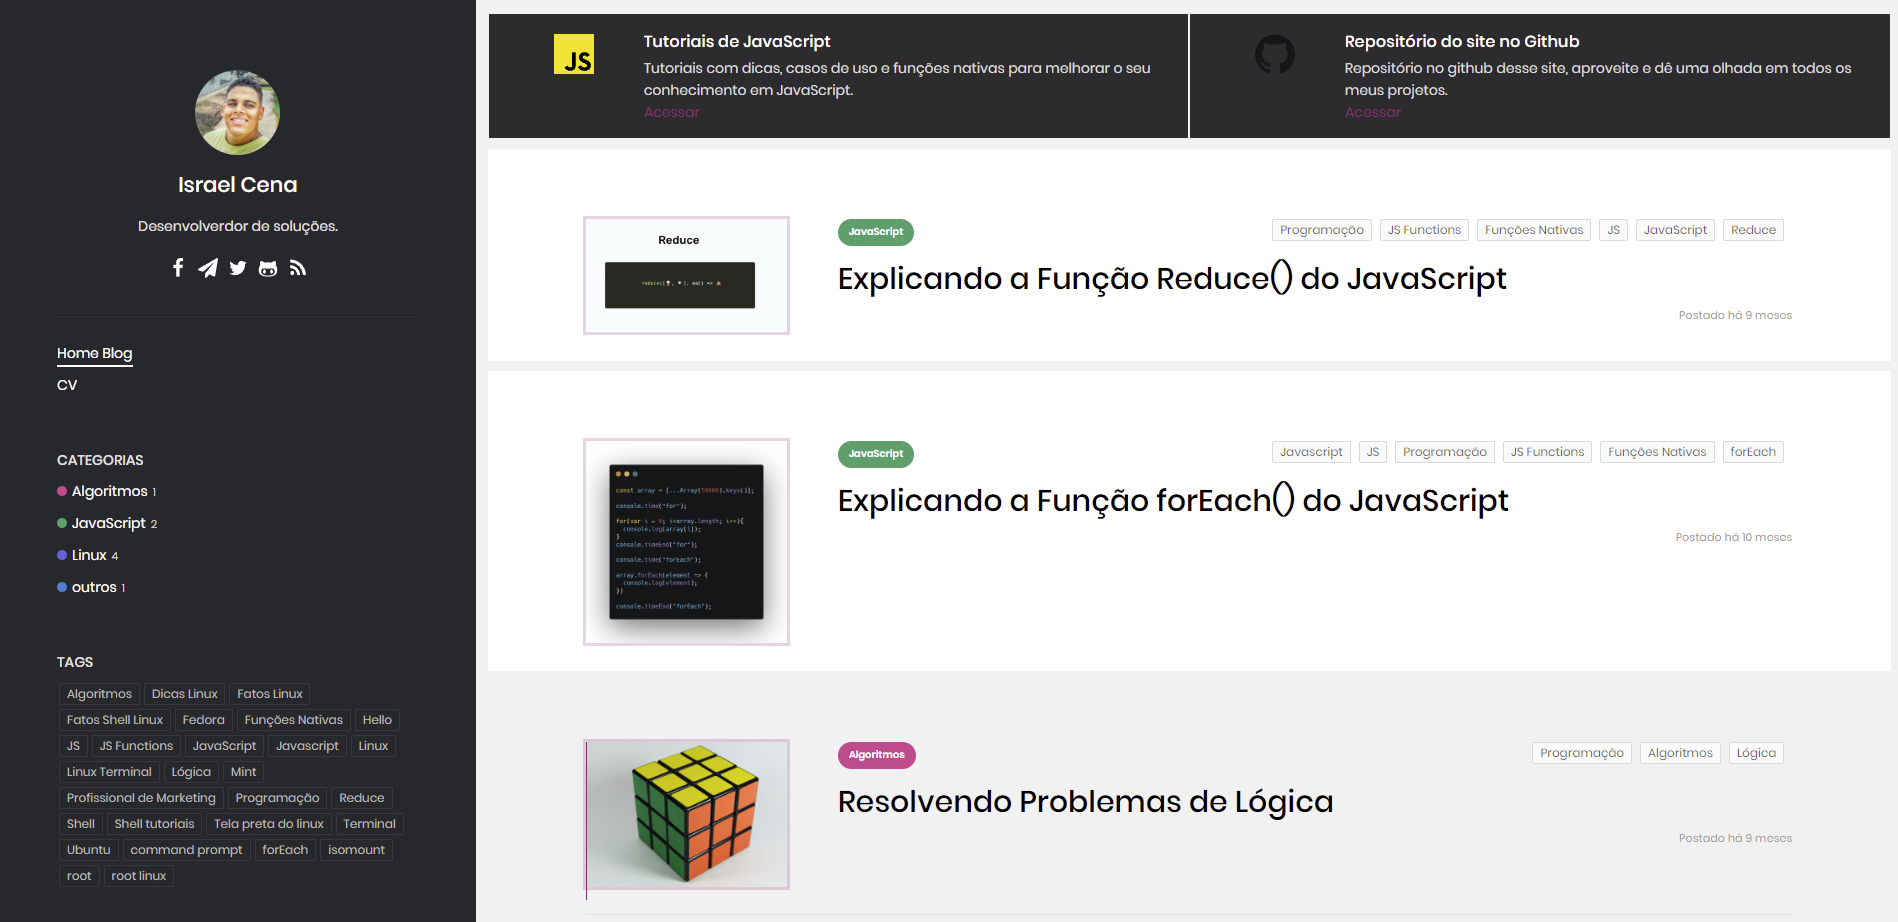 Israel Cena
Desenvolverdor de soluções.
Home Blog
CV
CATEGORIAS
Algoritmos 1
JavaScript 2
Linux 4
outros 1
TAGS
Algoritmos Dicas Linux Fatos Linux
Fatos Shell Linux Fedora Funções Nativas Hello
JS JS Functions JavaScript Javascript Linux
Linux Terminal Lógica Mint
Profissional de Marketing Programação Reduce
Shell Shell tutoriais Tela preta do linux Terminal
Ubuntu command prompt forEach isomount
root root linux
JS
Tutoriais de JavaScript
Tutoriais com dicas, casos de uso e funções nativas para melhorar o seu
conhecimento em JavaScript.
Acessar
Repositório do site no Github
Repositório no github desse site, aproveite e dê uma olhada em todos os
meus projetos.
Acessar
Reduce
JavaScript
Programação JS Functions Funções Nativas JS JavaScript Reduce
Explicando a Função Reduce() do JavaScript
Postado há 9 meses
const array = [...Array(50000).keys()];
console.time("for");
for(var i = 0; i<array.length; i++){
console.log(array[i]);
}
console.timeEnd("for");
console.time("forEach");
array.forEach(element => {
console.log(element);
})
console.timeEnd("forEach");
JavaScript
Javascript JS Programação JS Functions Funções Nativas forEach
Explicando a Função forEach() do JavaScript
Postado há 10 meses
Algoritmos
Programação Algoritmos Lógica
Resolvendo Problemas de Lógica
Postado há 9 meses